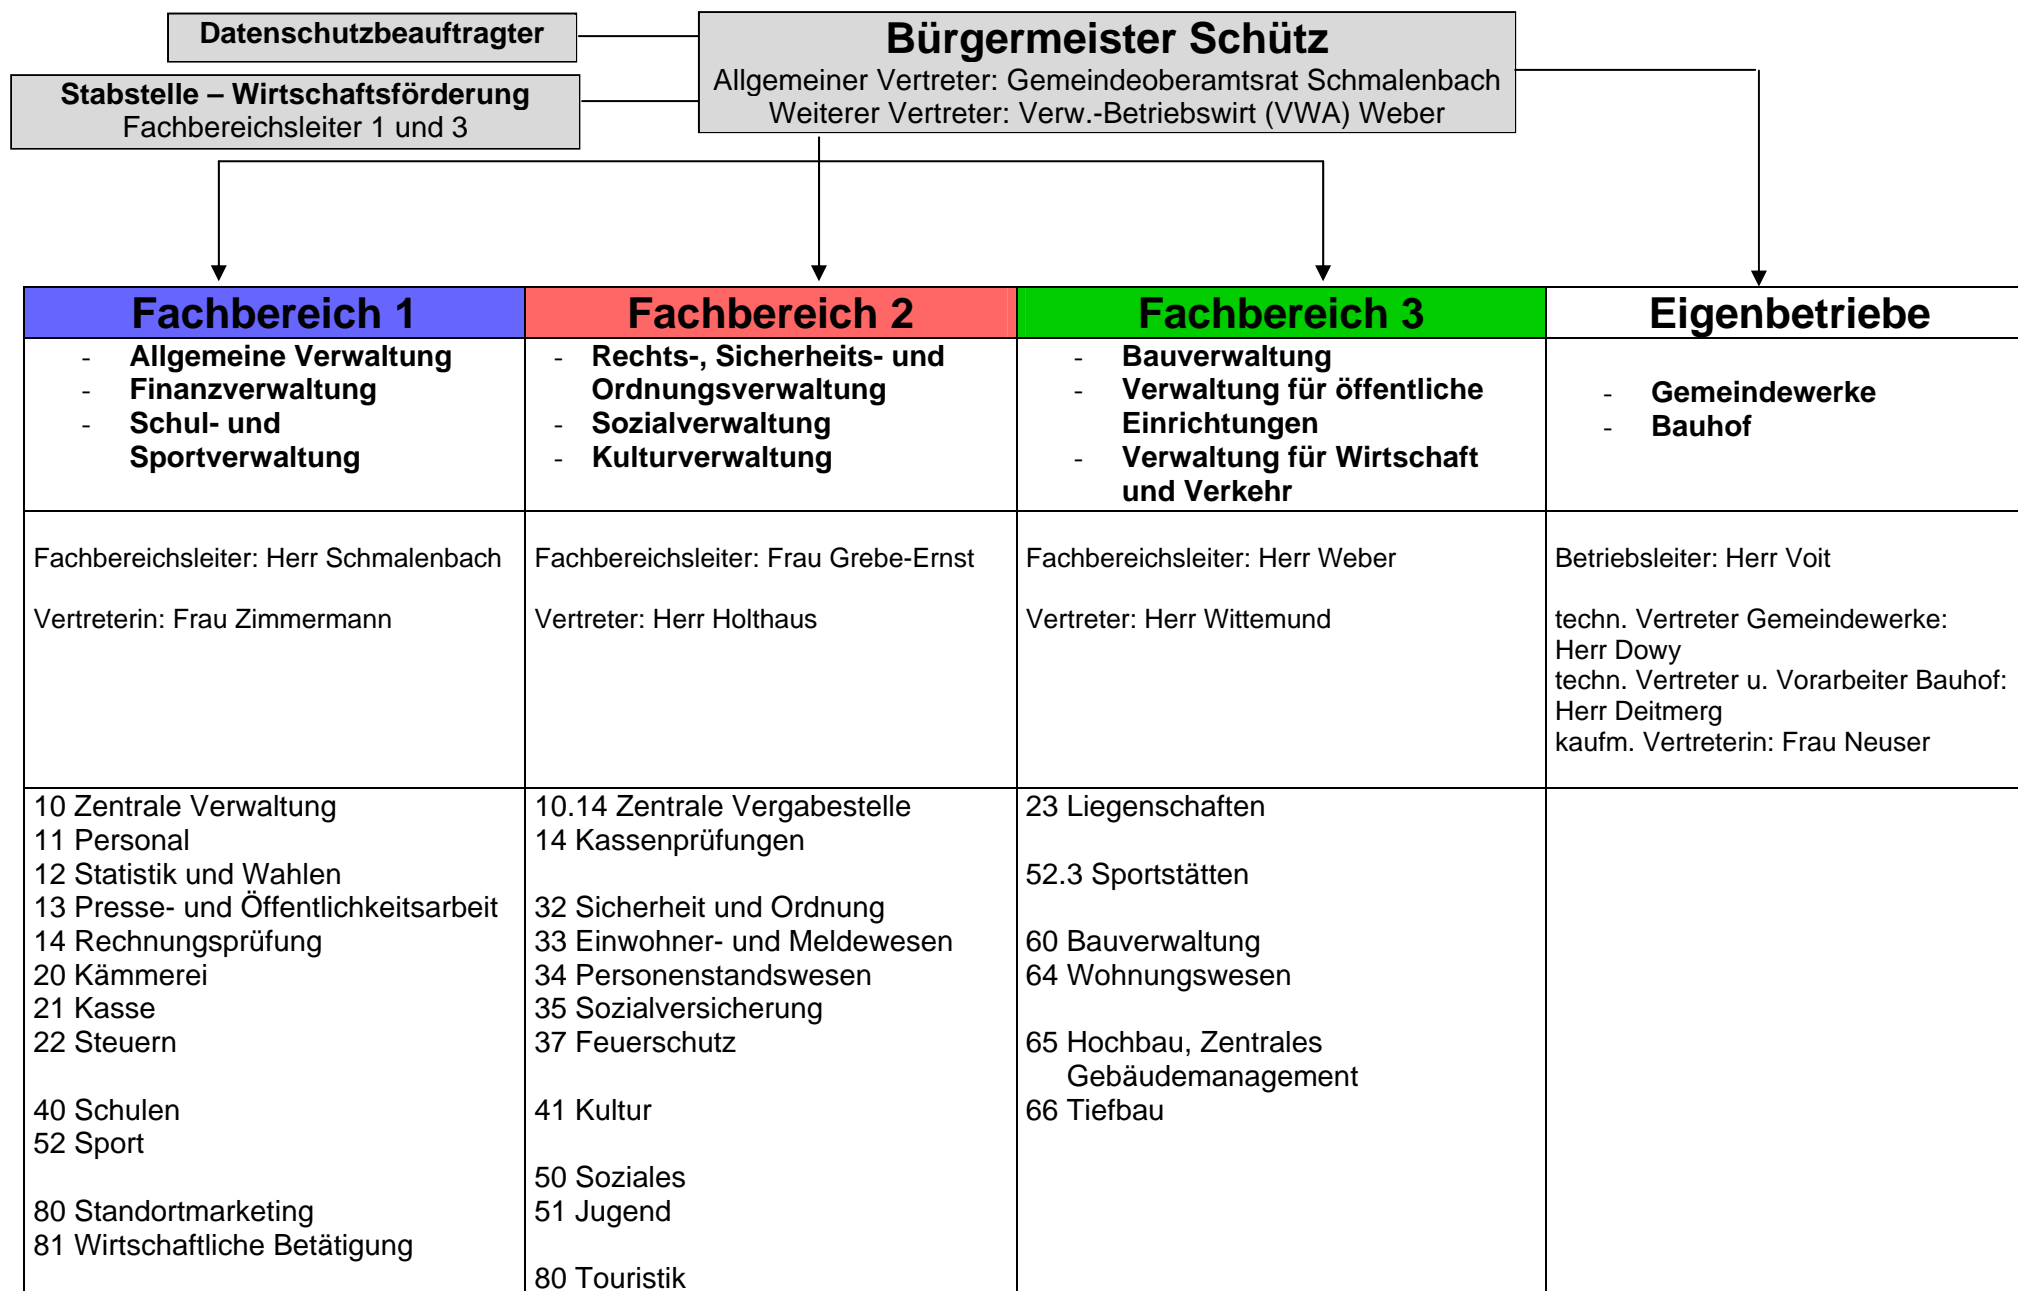 Datenschutzbeauftragter
Stabstelle – Wirtschaftsförderung
Fachbereichsleiter 1 und 3
Bürgermeister Schütz
Allgemeiner Vertreter: Gemeindeoberamtsrat Schmalenbach
Weiterer Vertreter: Verw.-Betriebswirt (VWA) Weber
Fachbereich 1
- Allgemeine Verwaltung
- Finanzverwaltung
- Schul- und
Sportverwaltung
Fachbereichsleiter: Herr Schmalenbach
Vertreterin: Frau Zimmermann
10 Zentrale Verwaltung
11 Personal
12 Statistik und Wahlen
13 Presse- und Öffentlichkeitsarbeit
14 Rechnungsprüfung
20 Kämmerei
21 Kasse
22 Steuern
40 Schulen
52 Sport
80 Standortmarketing
81 Wirtschaftliche Betätigung
Fachbereich 2
- Rechts-, Sicherheits- und
Ordnungsverwaltung
- Sozialverwaltung
- Kulturverwaltung
Fachbereichsleiter: Frau Grebe-Ernst
Vertreter: Herr Holthaus
10.14 Zentrale Vergabestelle
14 Kassenprüfungen
32 Sicherheit und Ordnung
33 Einwohner- und Meldewesen
34 Personenstandswesen
35 Sozialversicherung
37 Feuerschutz
41 Kultur
50 Soziales
51 Jugend
80 Touristik
Fachbereich 3
- Bauverwaltung
- Verwaltung für öffentliche
Einrichtungen
- Verwaltung für Wirtschaft
und Verkehr
Fachbereichsleiter: Herr Weber
Vertreter: Herr Wittemund
23 Liegenschaften
52.3 Sportstätten
60 Bauverwaltung
64 Wohnungswesen
65 Hochbau, Zentrales
Gebäudemanagement
66 Tiefbau
Eigenbetriebe
- Gemeindewerke
- Bauhof
Betriebsleiter: Herr Voit
techn. Vertreter Gemeindewerke:
Herr Dowy
techn. Vertreter u. Vorarbeiter Bauhof:
Herr Deitmerg
kaufm. Vertreterin: Frau Neuser